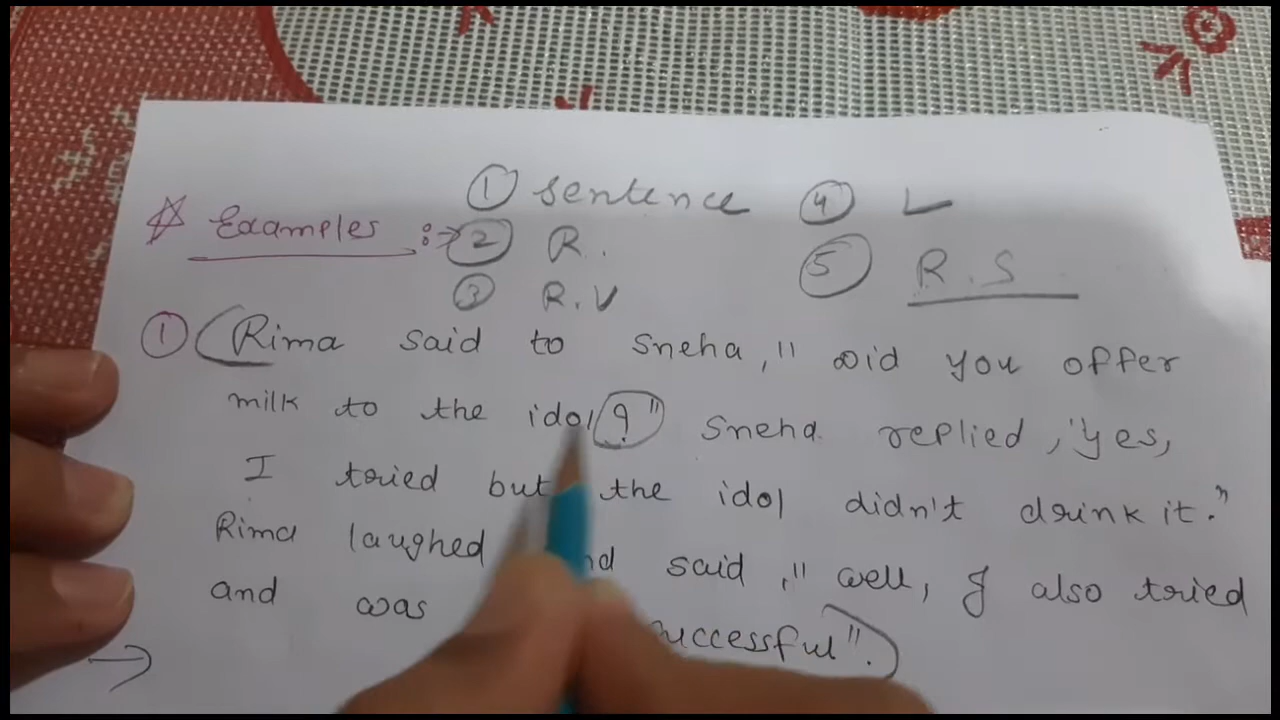 ① sentence ④ L
☆ Examples :→ ② R. ⑤ R.S
③ R.V
① Rima said to Sneha, " Did you offer
milk to the idol ?" Sneha replied, "Yes,
I tried but the idol didn't drink it."
Rima laughed said ," well, I also tried
and was
→